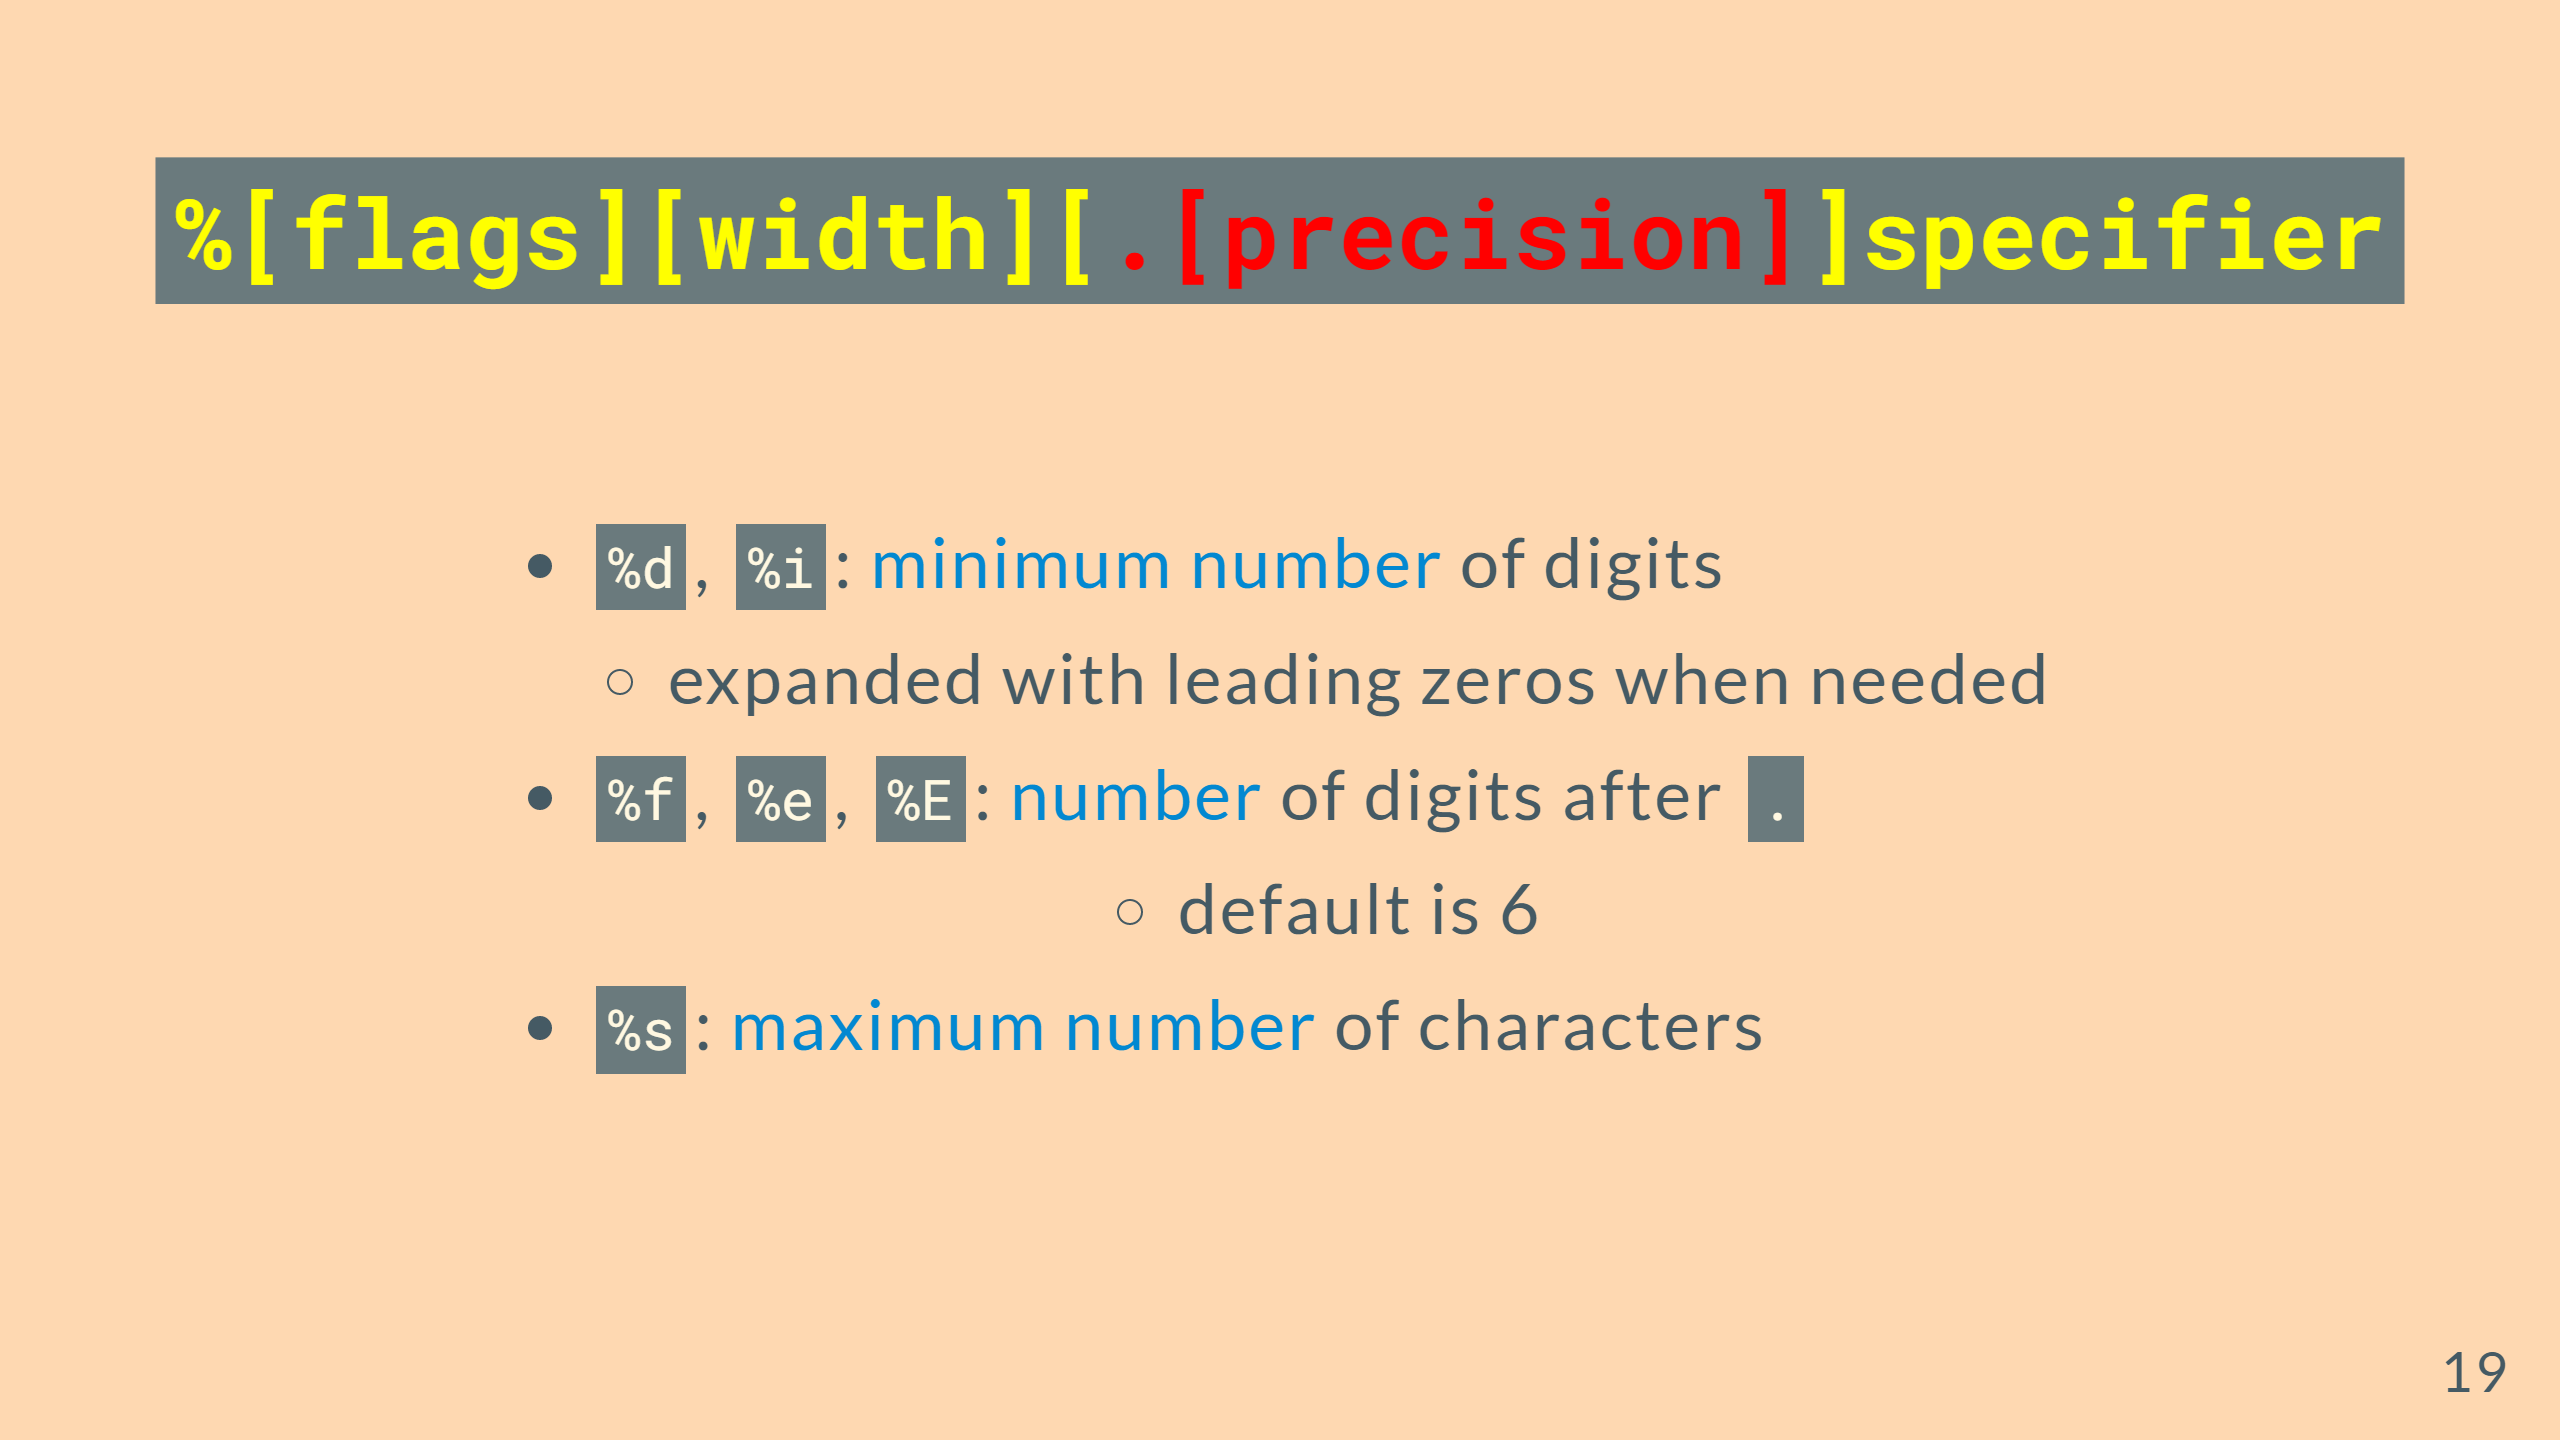 %[flags][width][.[precision]]specifier
• %d, %i: minimum number of digits
◦ expanded with leading zeros when needed
• %f, %e, %E: number of digits after .
◦ default is 6
• %s: maximum number of characters
19